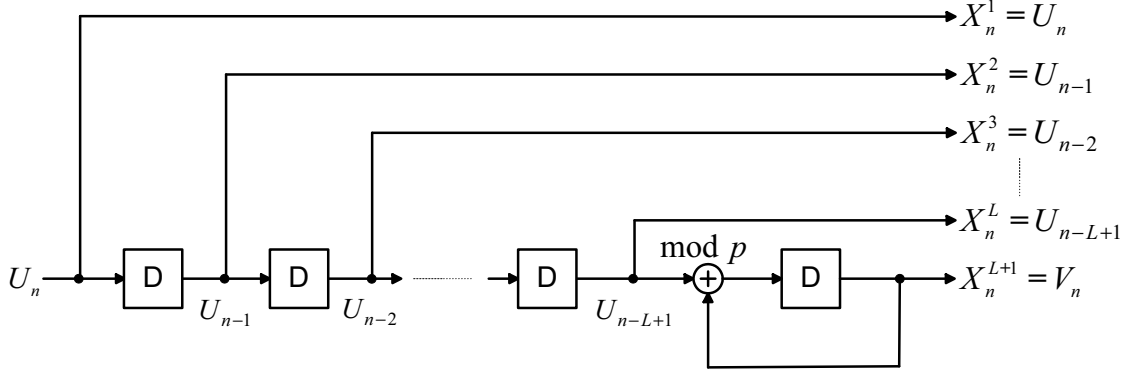 X_n^1 = U_n
X_n^2 = U_{n-1}
X_n^3 = U_{n-2}
X_n^L = U_{n-L+1}
mod p
U_n D D D + D X_n^{L+1} = V_n
U_{n-1} U_{n-2} U_{n-L+1}